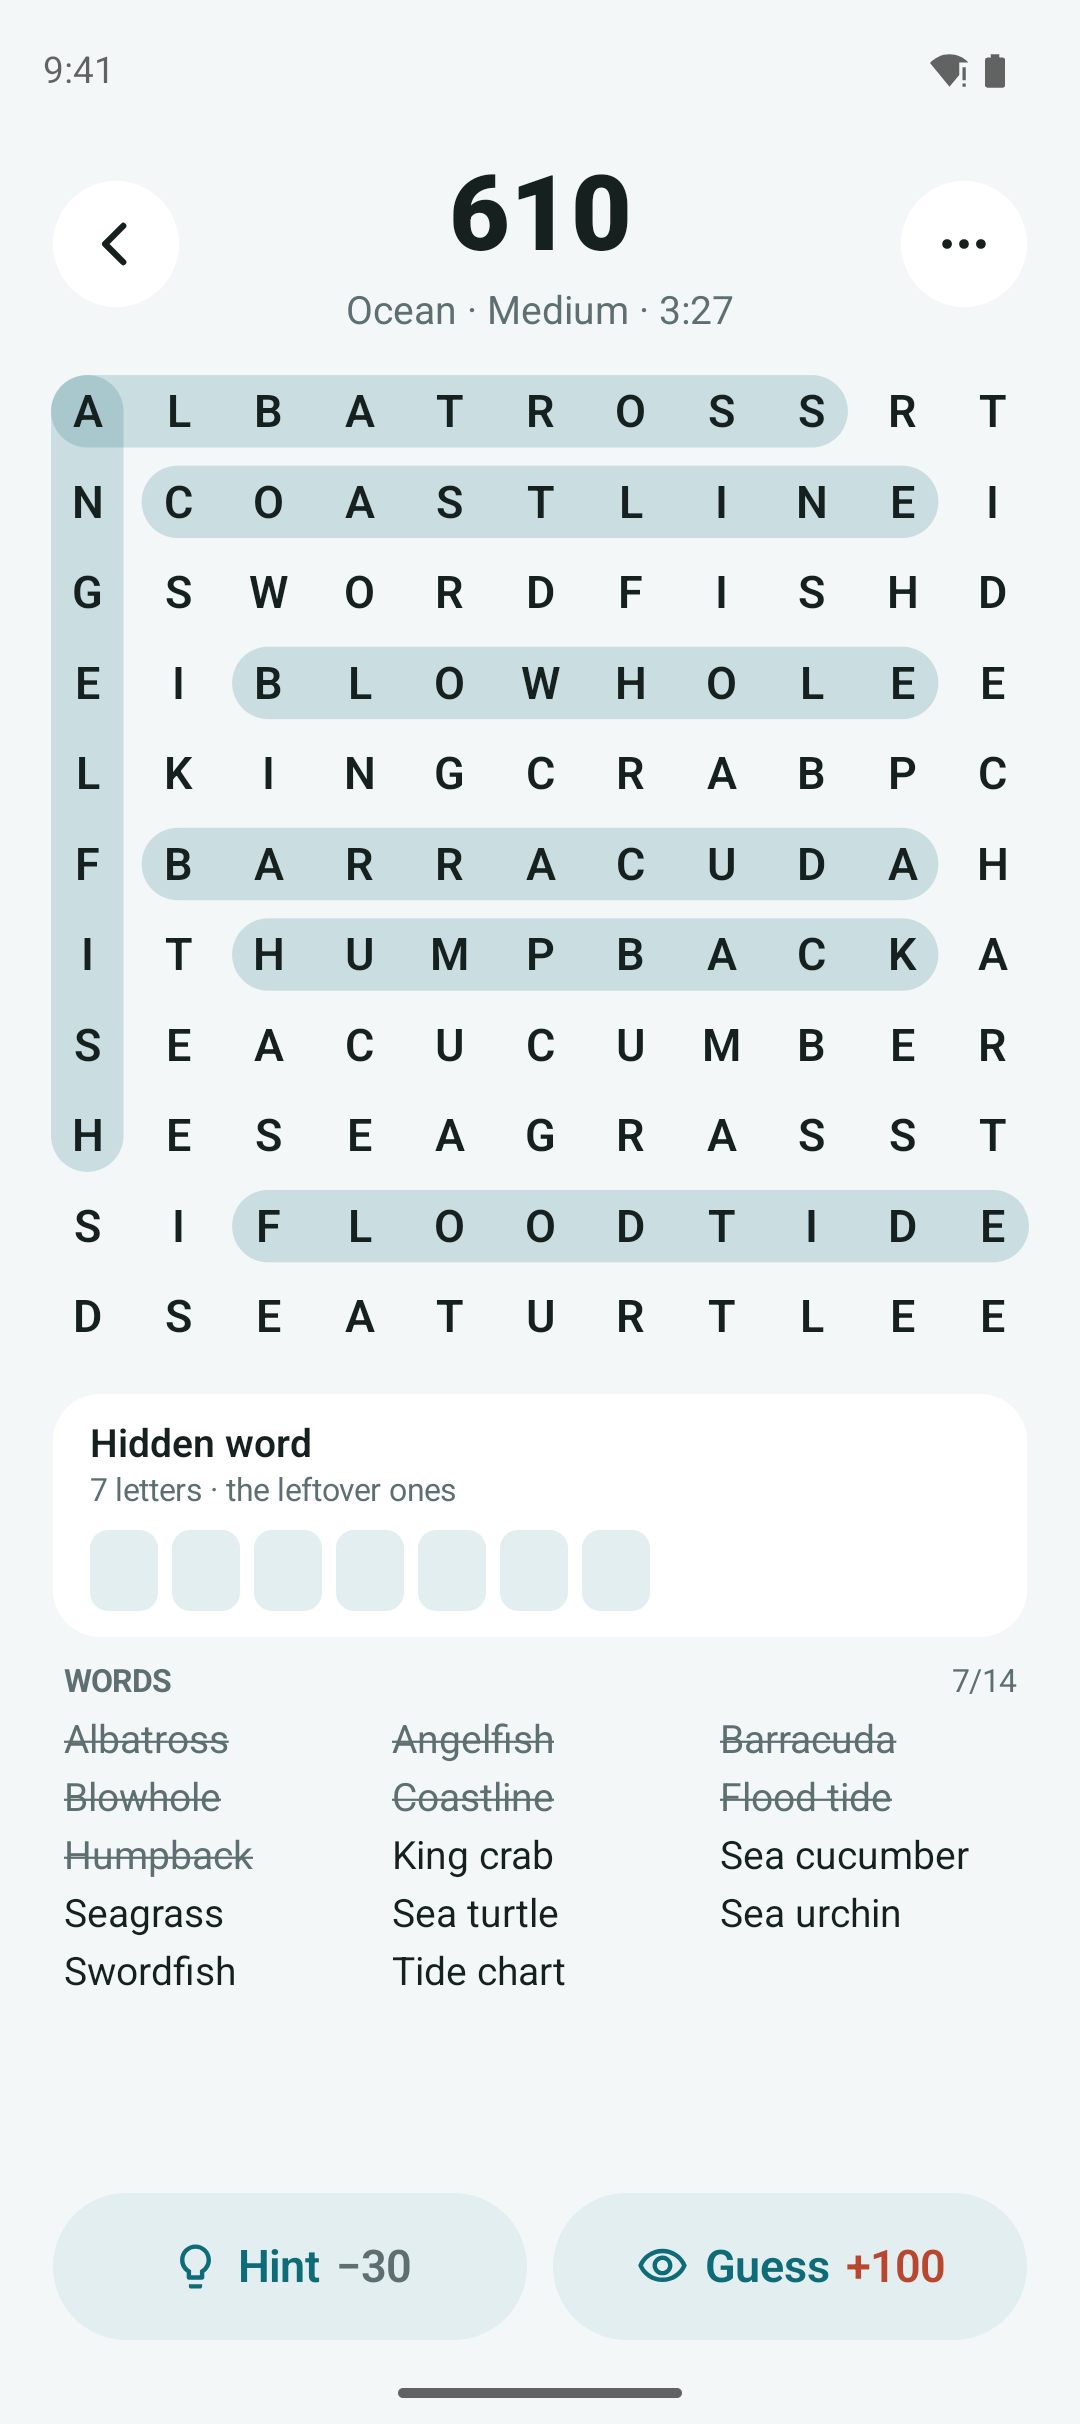 9:41
610
Ocean · Medium · 3:27
A L B A T R O S S R T
N C O A S T L I N E I
G S W O R D F I S H D
E I B L O W H O L E E
L K I N G C R A B P C
F B A R R A C U D A H
I T H U M P B A C K A
S E A C U C U M B E R
H E S E A G R A S S T
S I F L O O D T I D E
D S E A T U R T L E E
Hidden word
7 letters · the leftover ones
WORDS 7/14
Albatross Angelfish Barracuda
Blowhole Coastline Flood tide
Humpback King crab Sea cucumber
Seagrass Sea turtle Sea urchin
Swordfish Tide chart
Hint −30 Guess +100